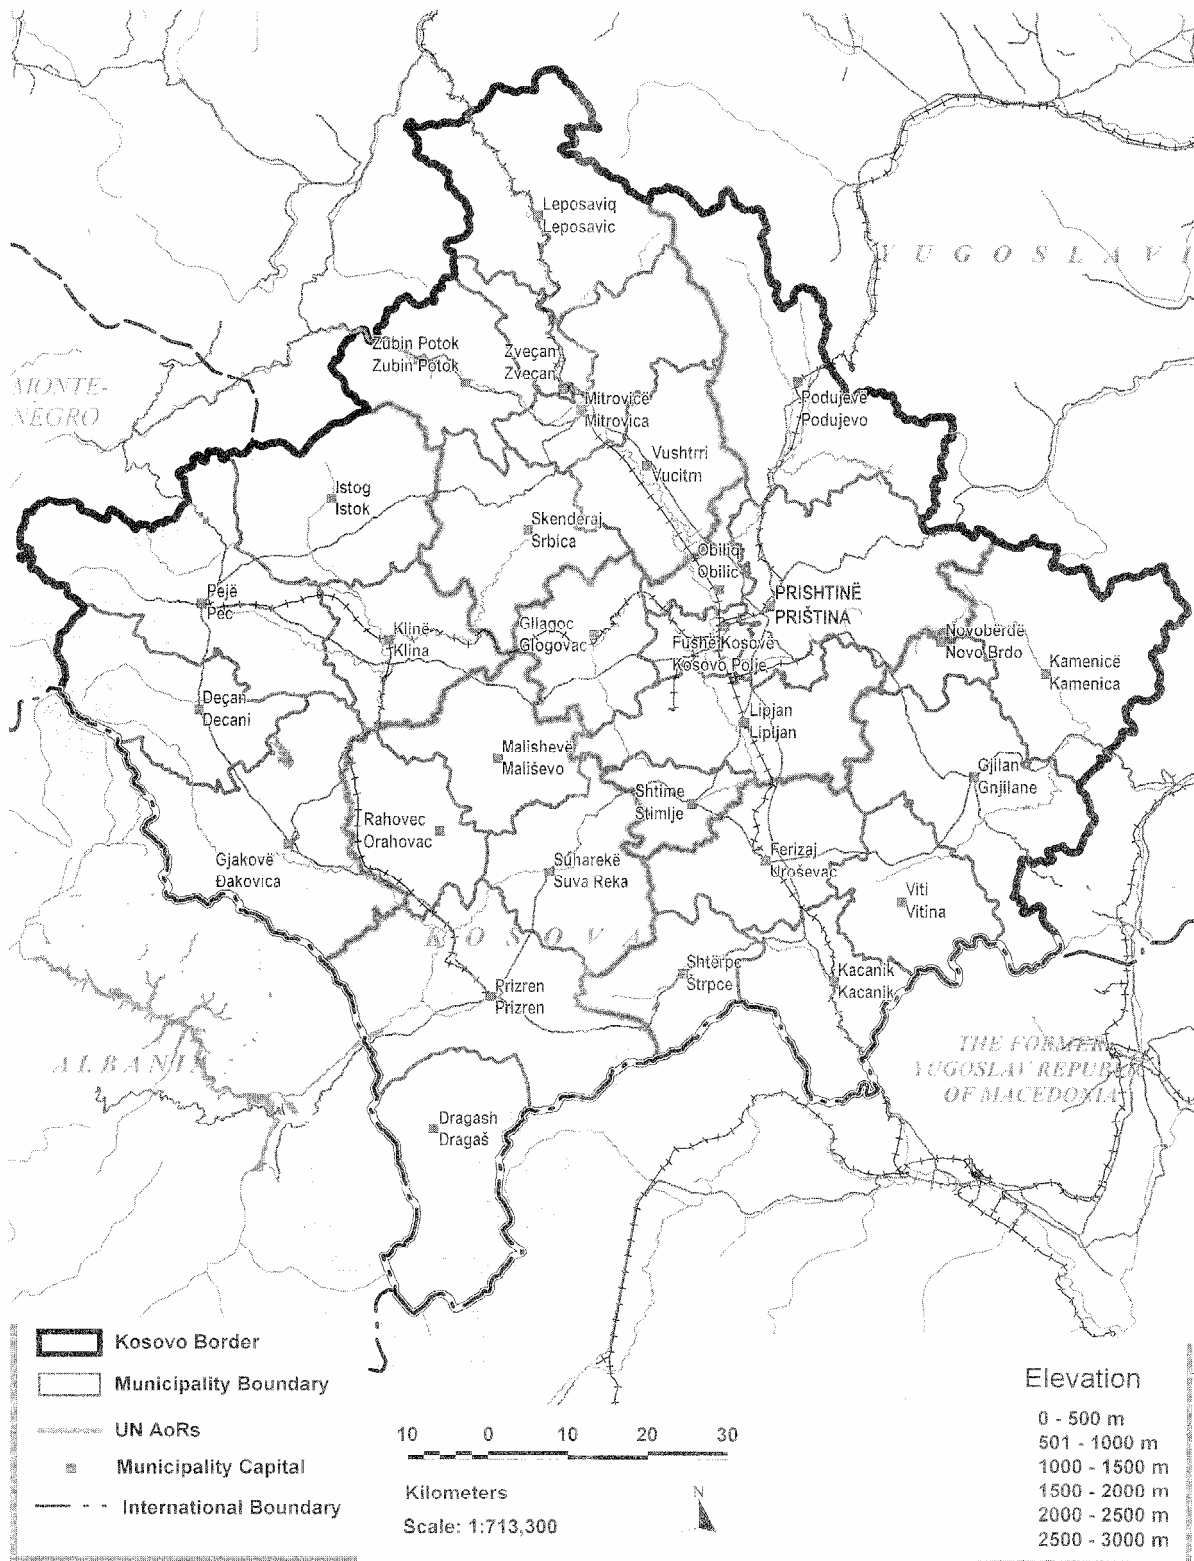 Leposaviq
Leposavic
YUGOSLAVI
Zubin Potok
Zubin Potok
Zveçan
Zvecan
MONTE-
NEGRO
Mitrovicë
Mitrovica
Podujevë
Podujevo
Vushtrri
Vucitrn
Istog
Istok
Skenderaj
Srbica
Obiliq
Obilic
Pejë
Pec
PRISHTINË
PRIŠTINA
Klinë
Klina
Gllagoc
Glogovac
Fushë Kosovë
Kosovo Polje
Novobërdë
Novo Brdo
Kamenicë
Kamenica
Deçan
Decani
Lipjan
Lipljan
Malishevë
Mališevo
Gjilan
Gnjilane
Shtime
Stimlje
Rahovec
Orahovac
Ferizaj
Uroševac
Gjakovë
Đakovica
Suharekë
Suva Reka
Viti
Vitina
KOSOVA
Shtërpc
Strpce
Kacanik
Kacanik
Prizren
Prizren
ALBANIA
THE FORMER
YUGOSLAV REPUBLIC
OF MACEDONIA
Dragash
Dragaš
Kosovo Border
Municipality Boundary
UN AoRs
Municipality Capital
International Boundary
10 0 10 20 30
Kilometers
Scale: 1:713,300
N
Elevation
0 - 500 m
501 - 1000 m
1000 - 1500 m
1500 - 2000 m
2000 - 2500 m
2500 - 3000 m